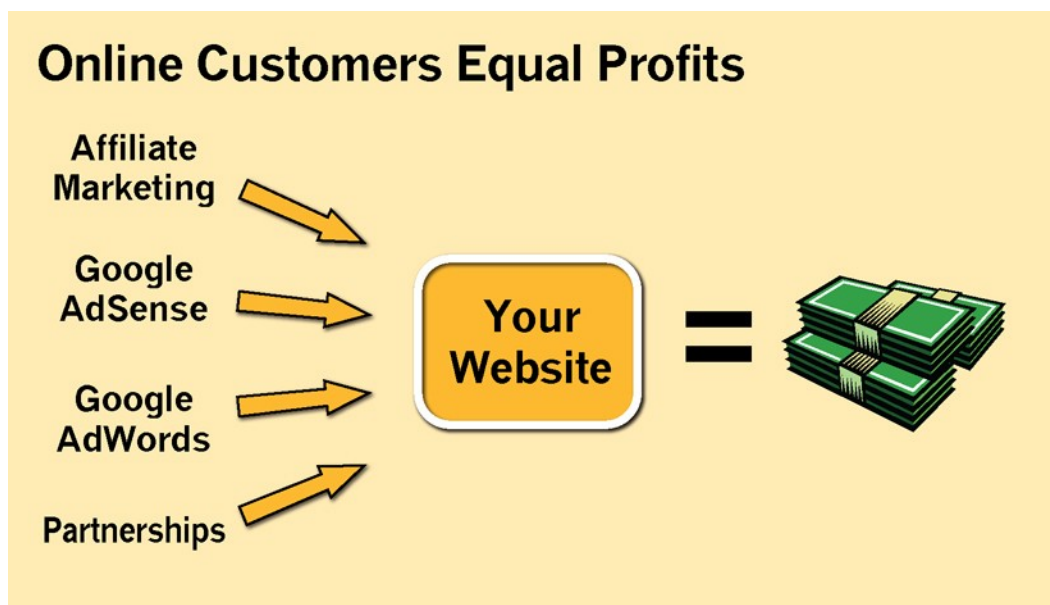 Online Customers Equal Profits
Affiliate
Marketing
Google
AdSense
Google
AdWords
Partnerships
Your
Website
=